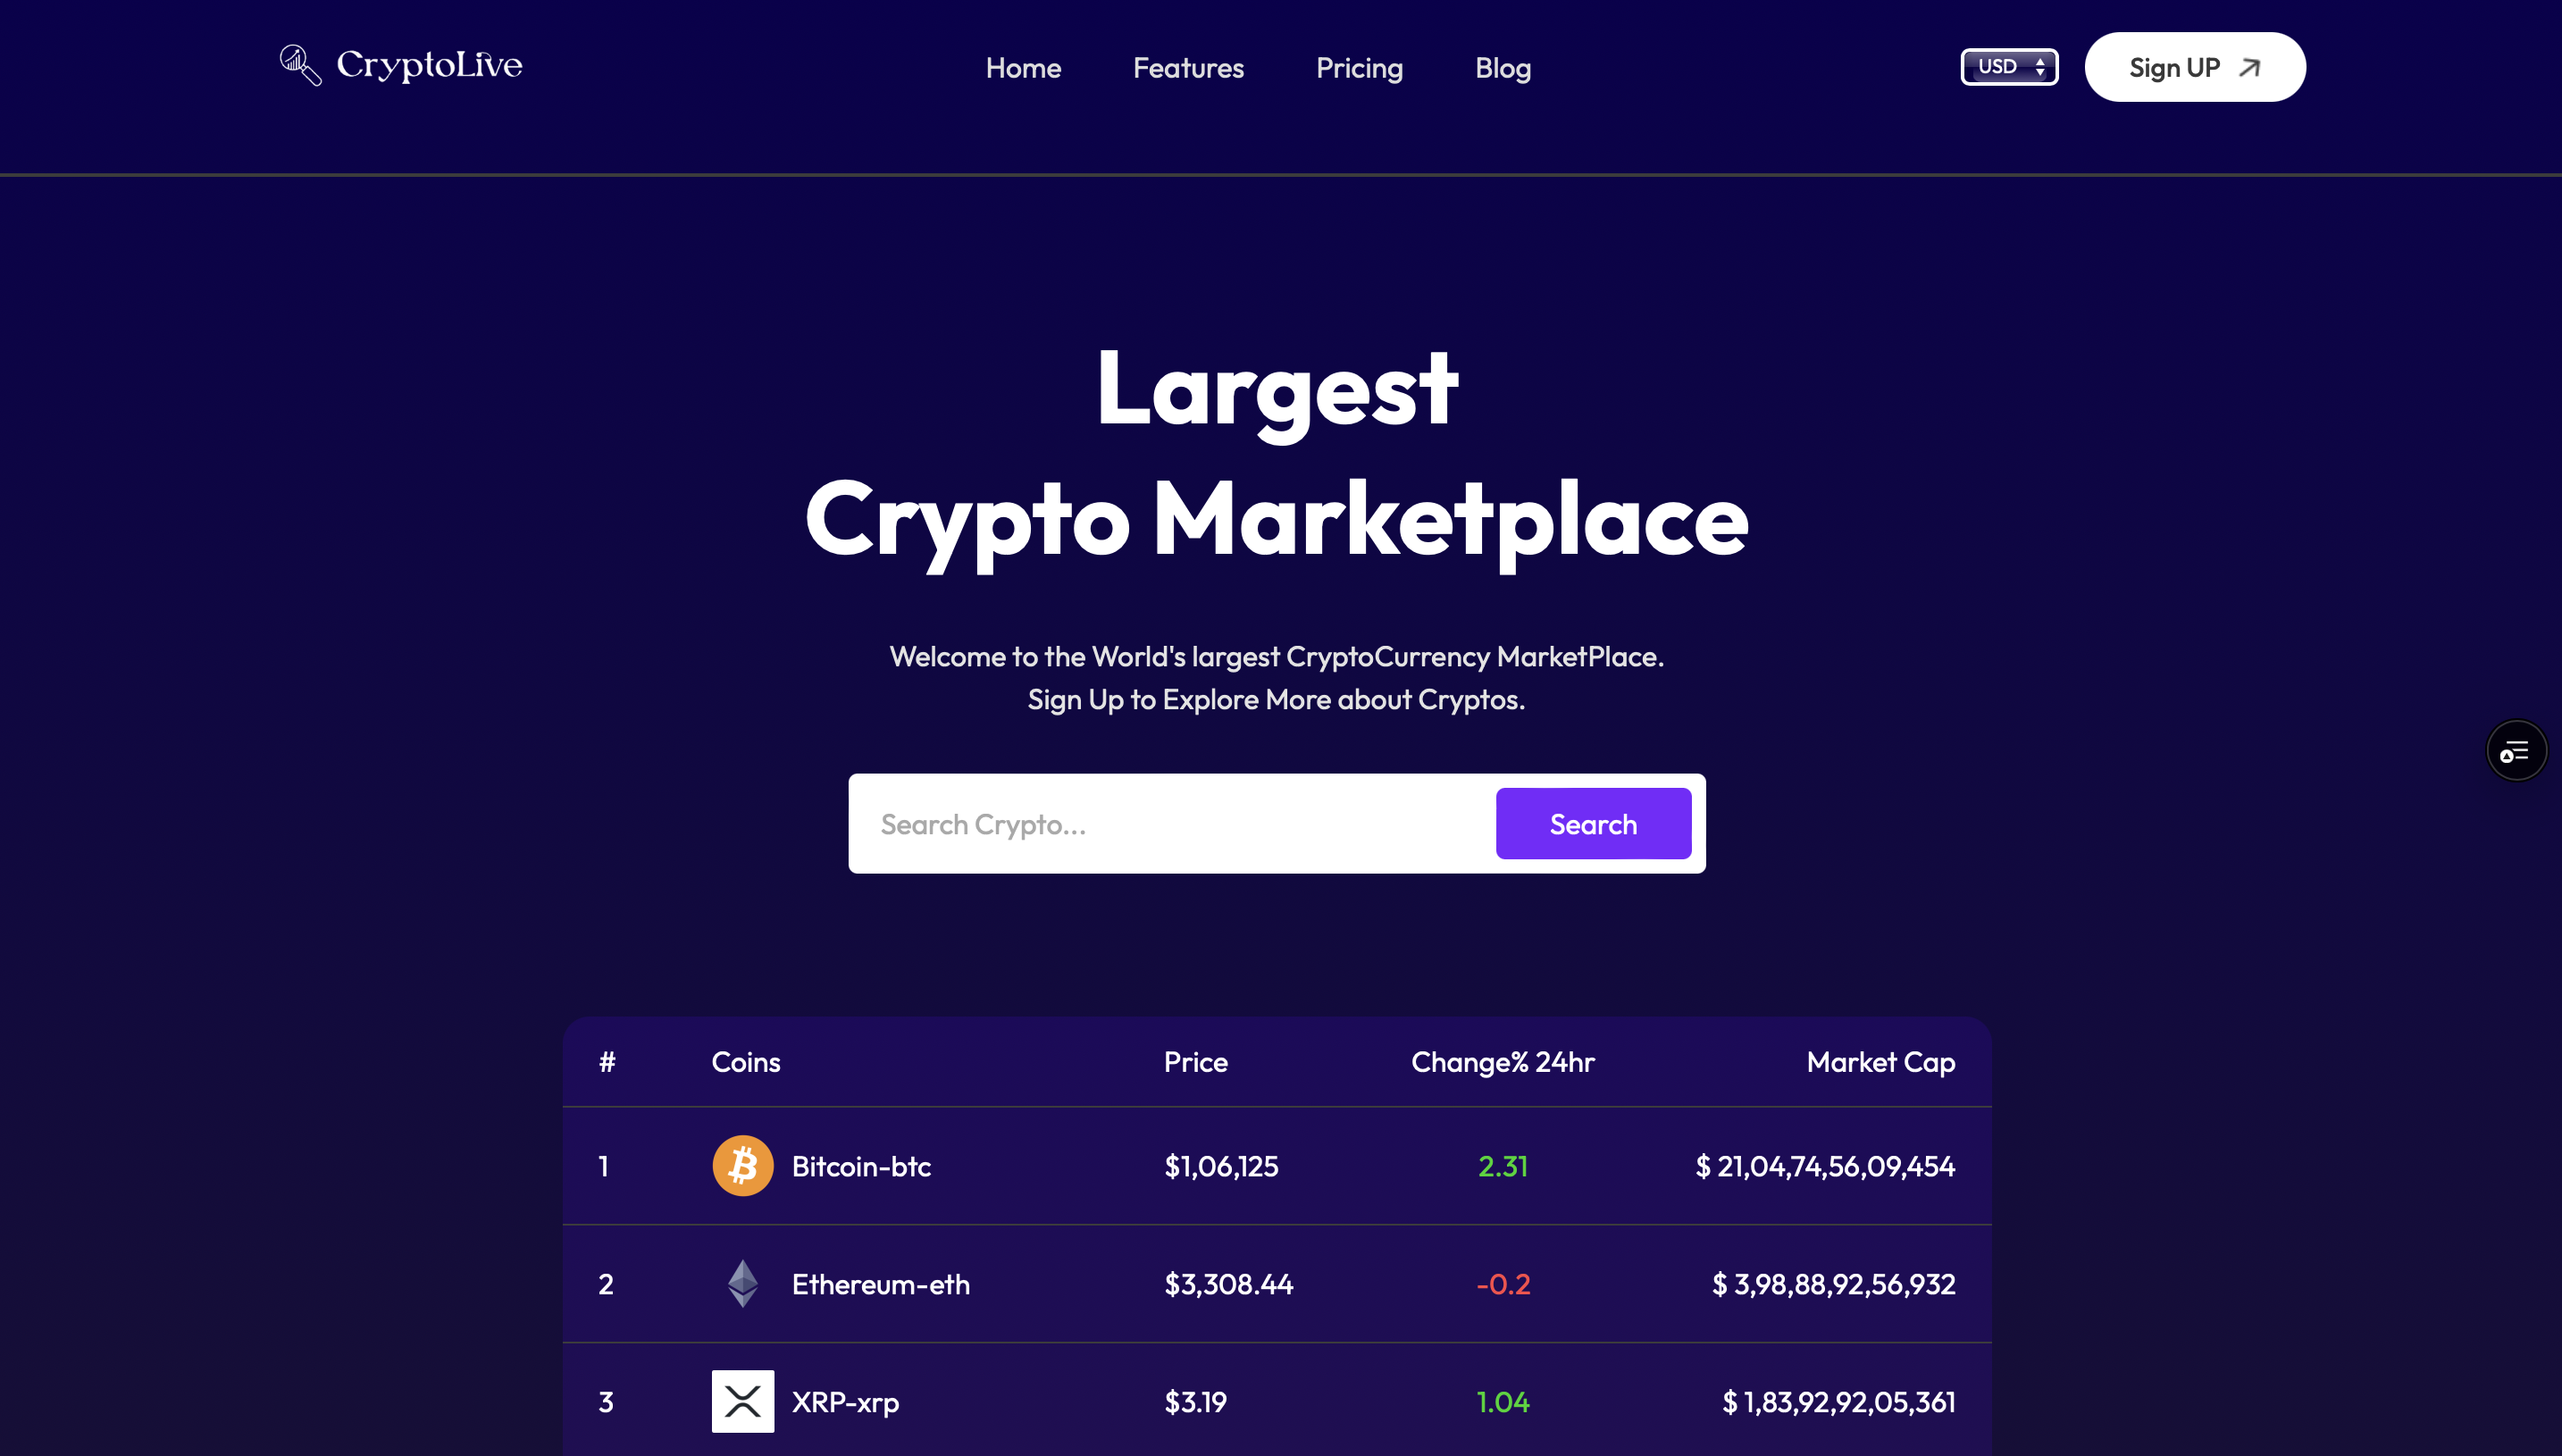 CryptoLive
Home Features Pricing Blog
USD
Sign UP
Largest
Crypto Marketplace
Welcome to the World's largest CryptoCurrency MarketPlace.
Sign Up to Explore More about Cryptos.
Search Crypto...
Search
# Coins Price Change% 24hr Market Cap
1 Bitcoin-btc $1,06,125 2.31 $ 21,04,74,56,09,454
2 Ethereum-eth $3,308.44 -0.2 $ 3,98,88,92,56,932
3 XRP-xrp $3.19 1.04 $ 1,83,92,92,05,361